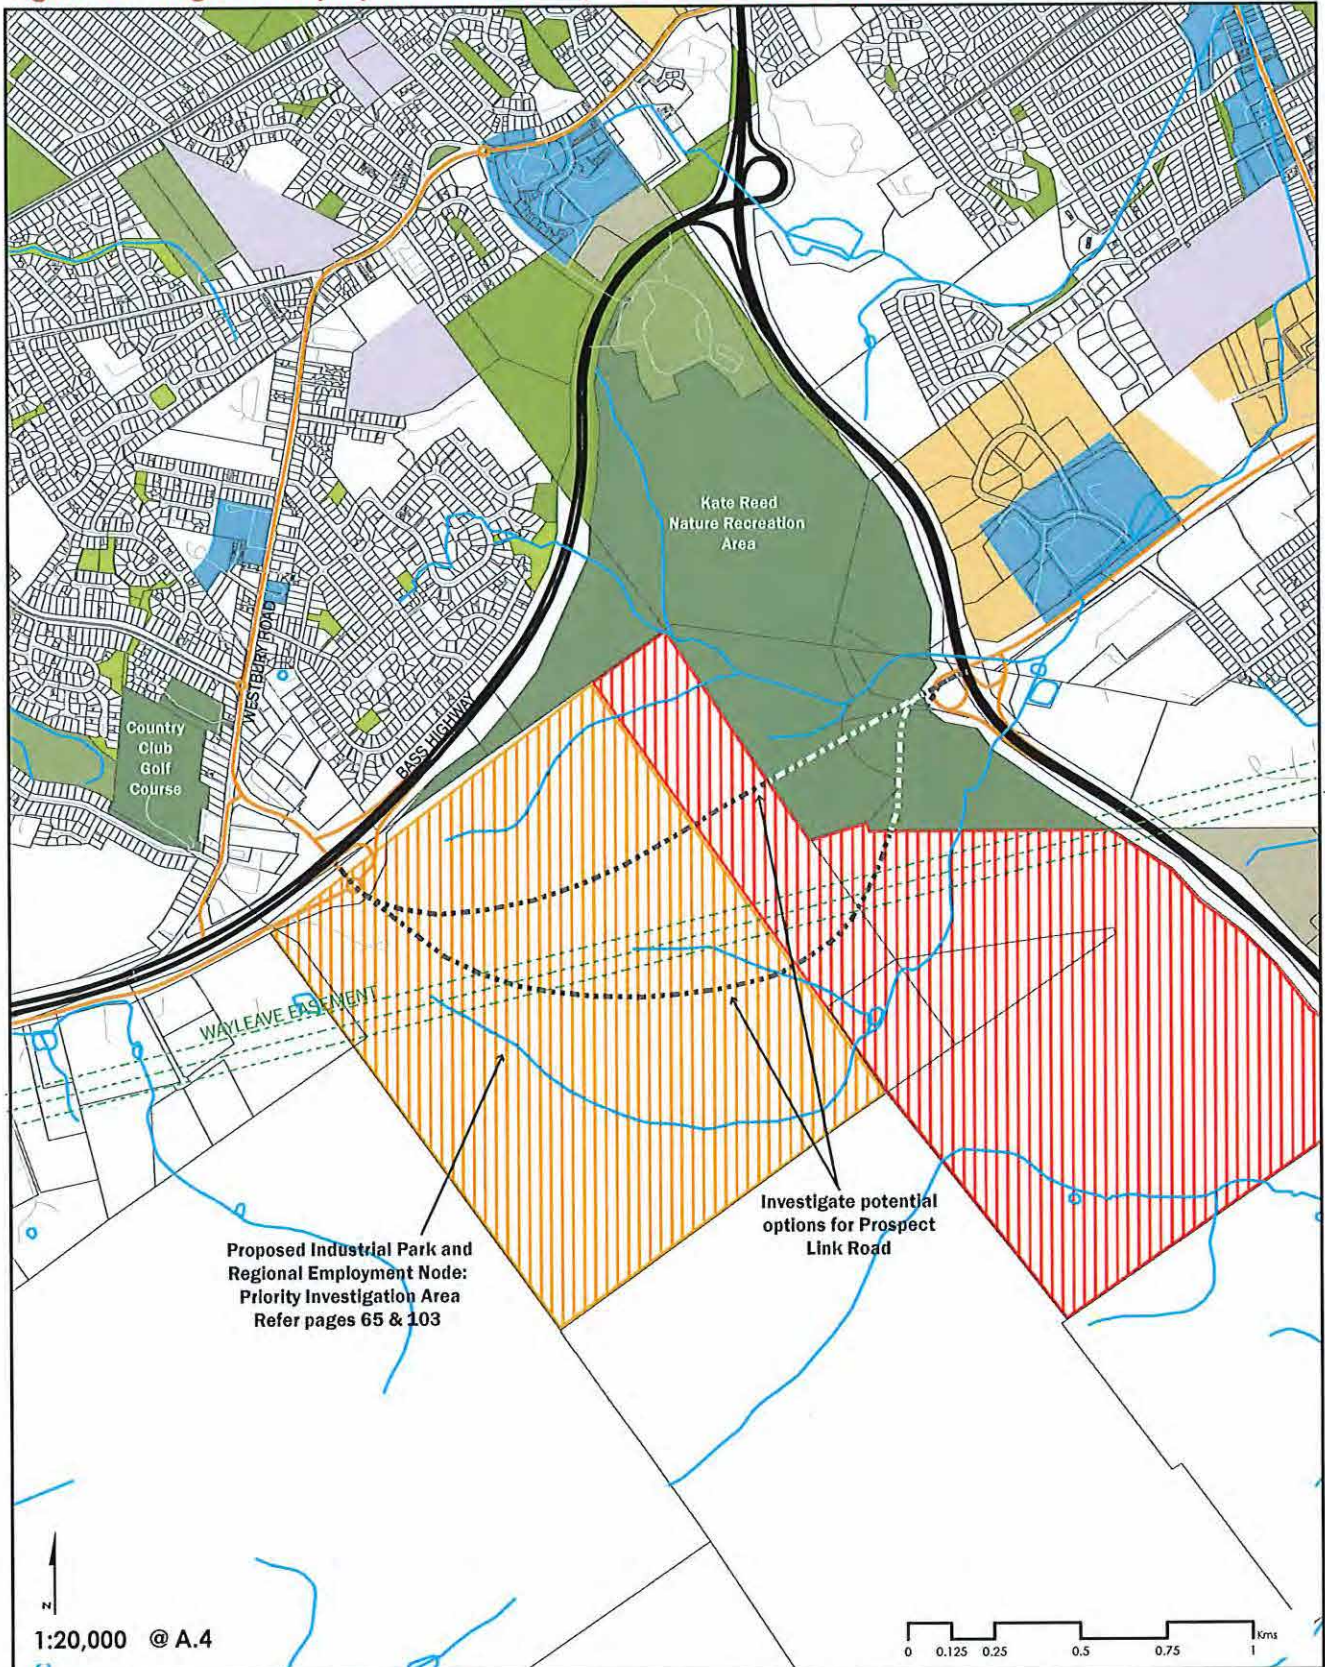 Kate Reed
Nature Recreation
Area
Country
Club
Golf
Course
WESTBURY ROAD
BASS HIGHWAY
WAYLEAVE EASEMENT
Proposed Industrial Park and
Regional Employment Node:
Priority Investigation Area
Refer pages 65 & 103
Investigate potential
options for Prospect
Link Road
N
1:20,000 @ A.4
0 0.125 0.25 0.5 0.75 1 Kms